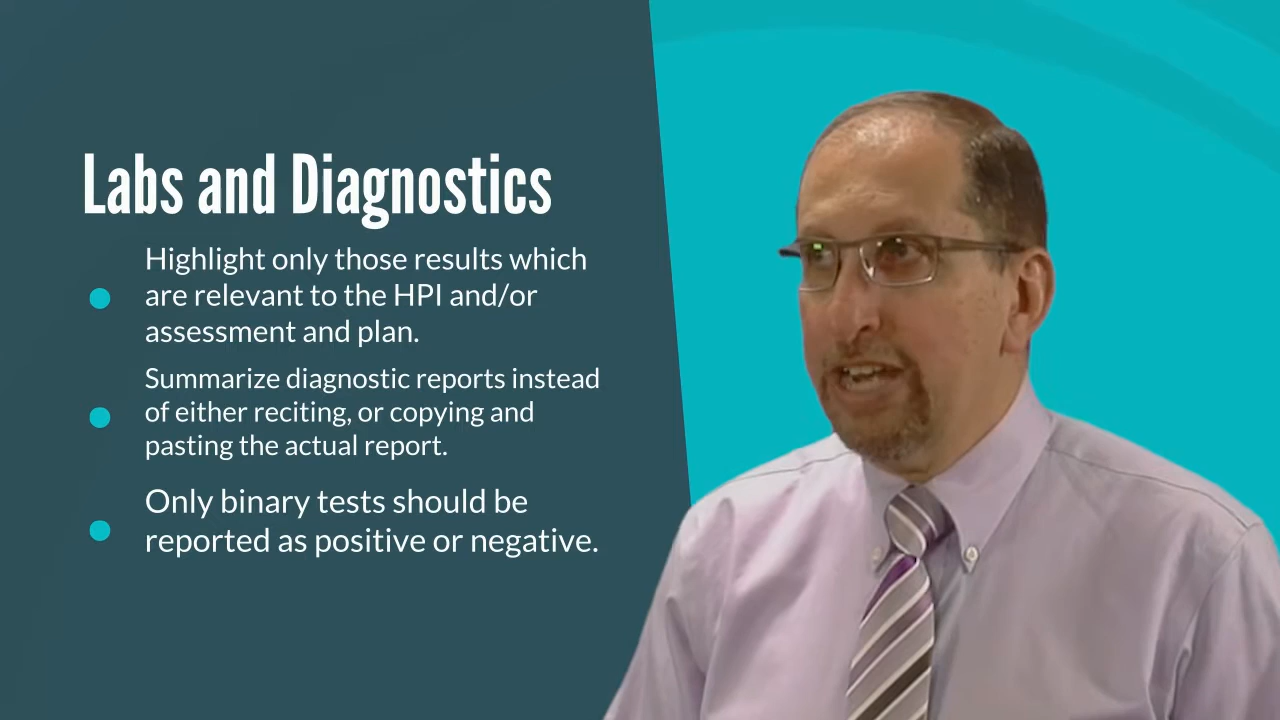 Labs and Diagnostics
Highlight only those results which
are relevant to the HPI and/or
assessment and plan.
Summarize diagnostic reports instead
of either reciting, or copying and
pasting the actual report.
Only binary tests should be
reported as positive or negative.